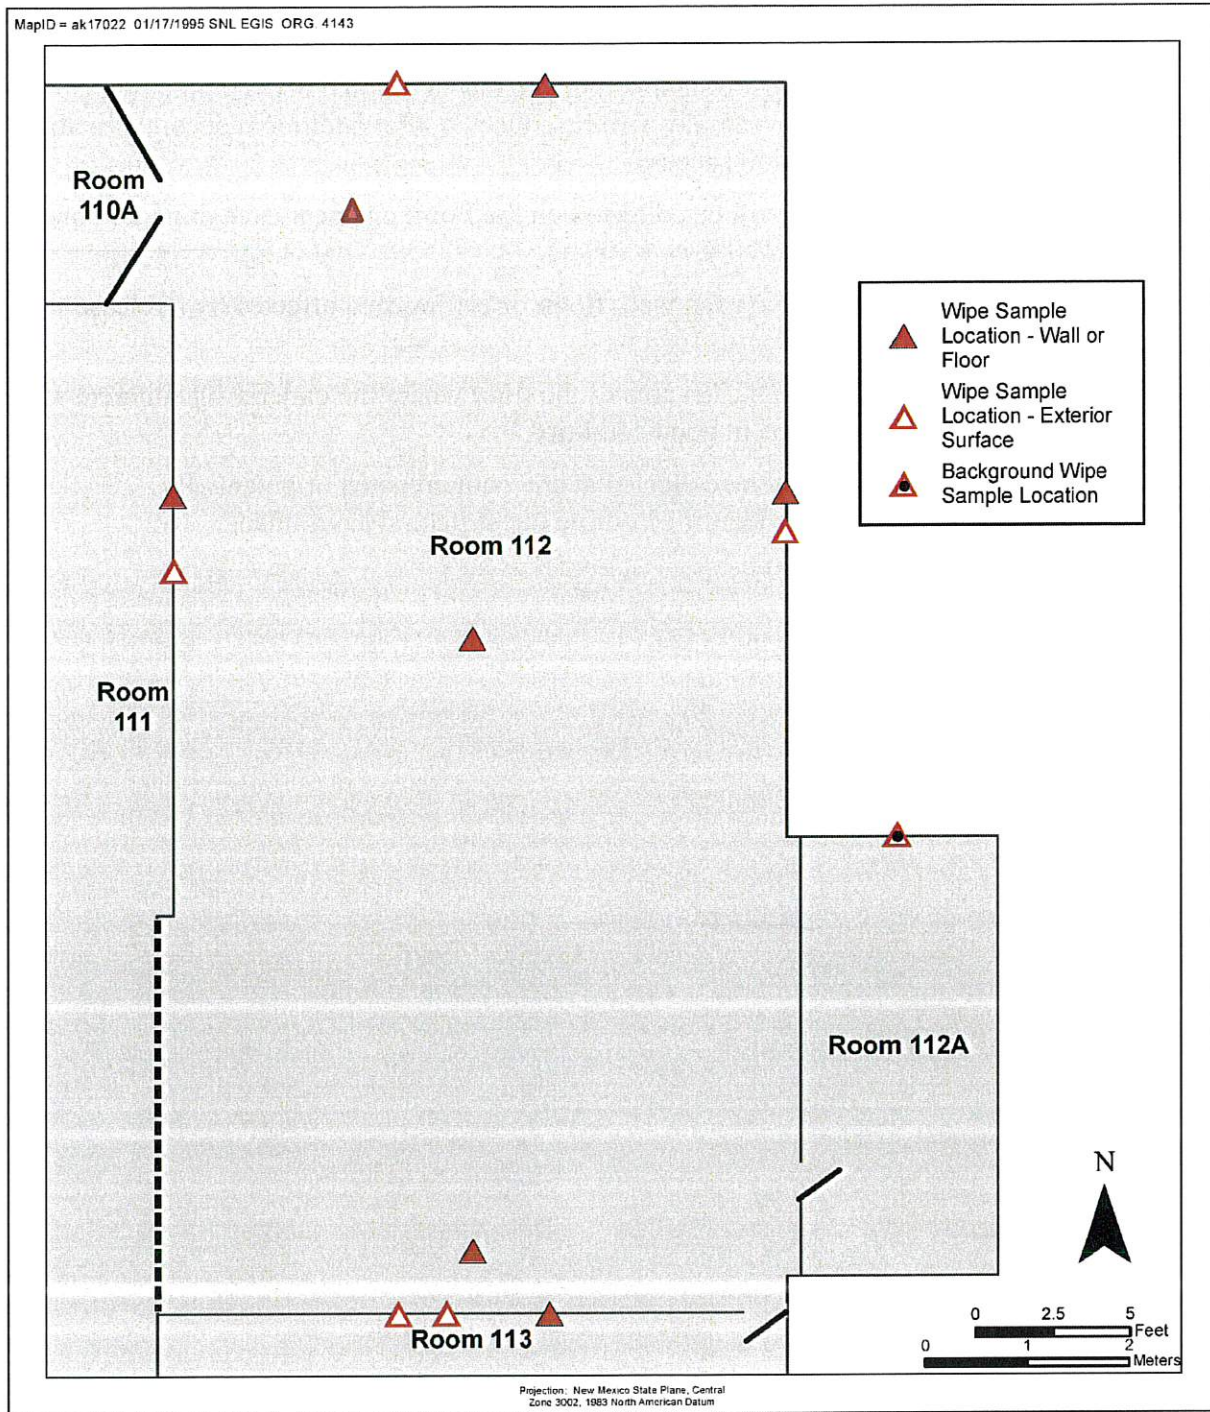 MapID = ak17022 01/17/1995 SNL EGIS ORG. 4143
Room
110A
Wipe Sample
Location - Wall or
Floor
Wipe Sample
Location - Exterior
Surface
Background Wipe
Sample Location
Room 112
Room
111
Room 112A
N
0 2.5 5
Feet
0 1 2
Meters
Room 113
Projection: New Mexico State Plane, Central
Zone 3002, 1983 North American Datum